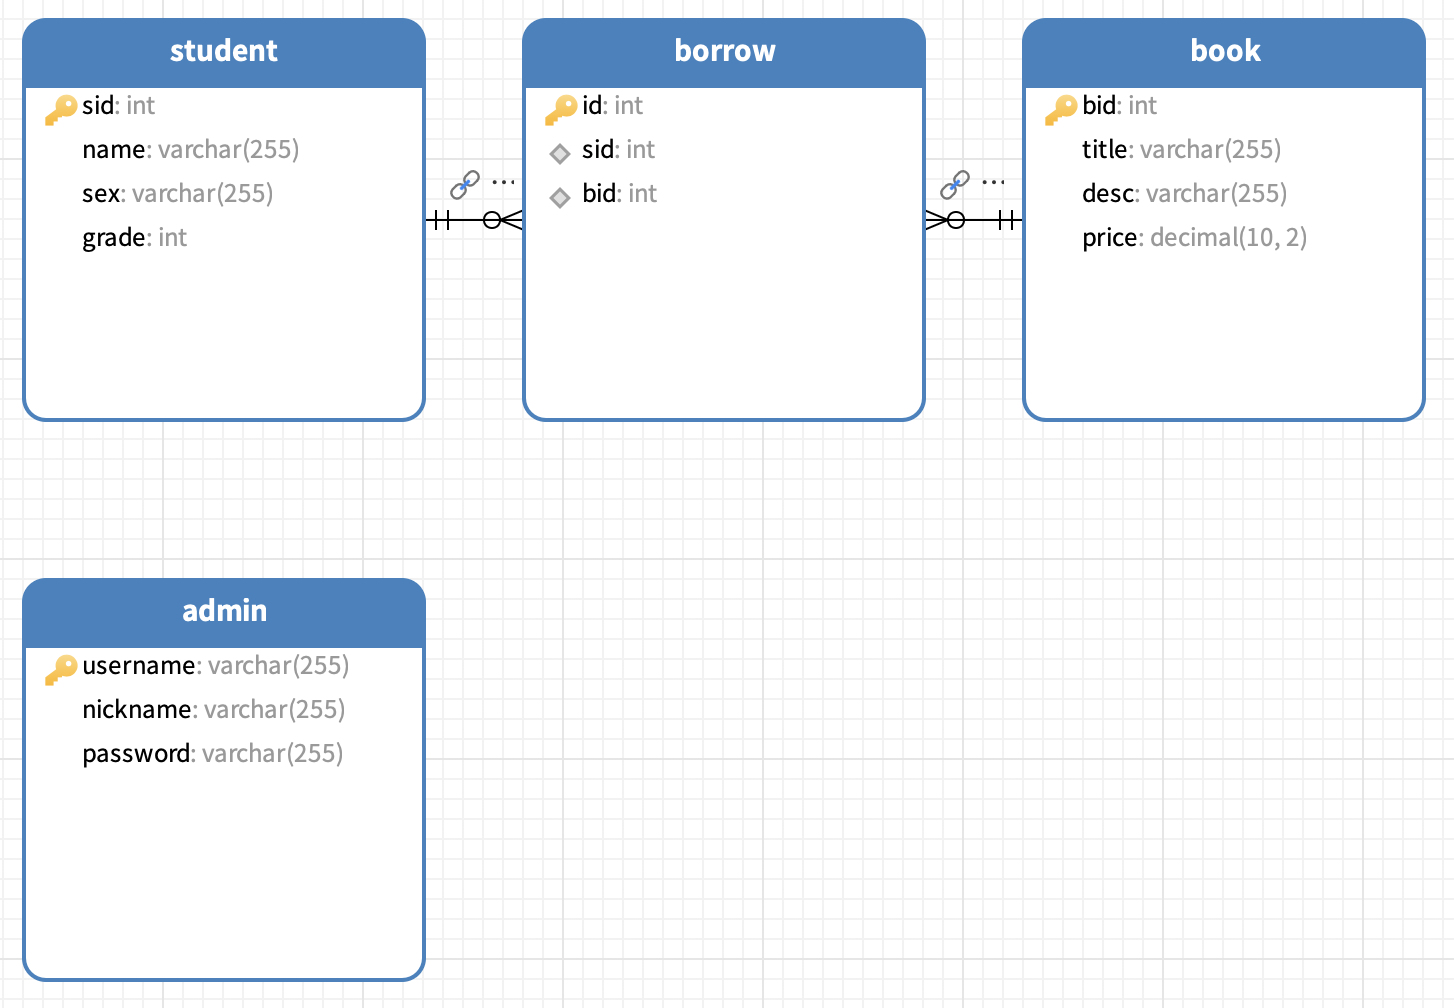 student
sid: int
name: varchar(255)
sex: varchar(255)
grade: int
borrow
id: int
sid: int
bid: int
book
bid: int
title: varchar(255)
desc: varchar(255)
price: decimal(10, 2)
...
...
admin
username: varchar(255)
nickname: varchar(255)
password: varchar(255)